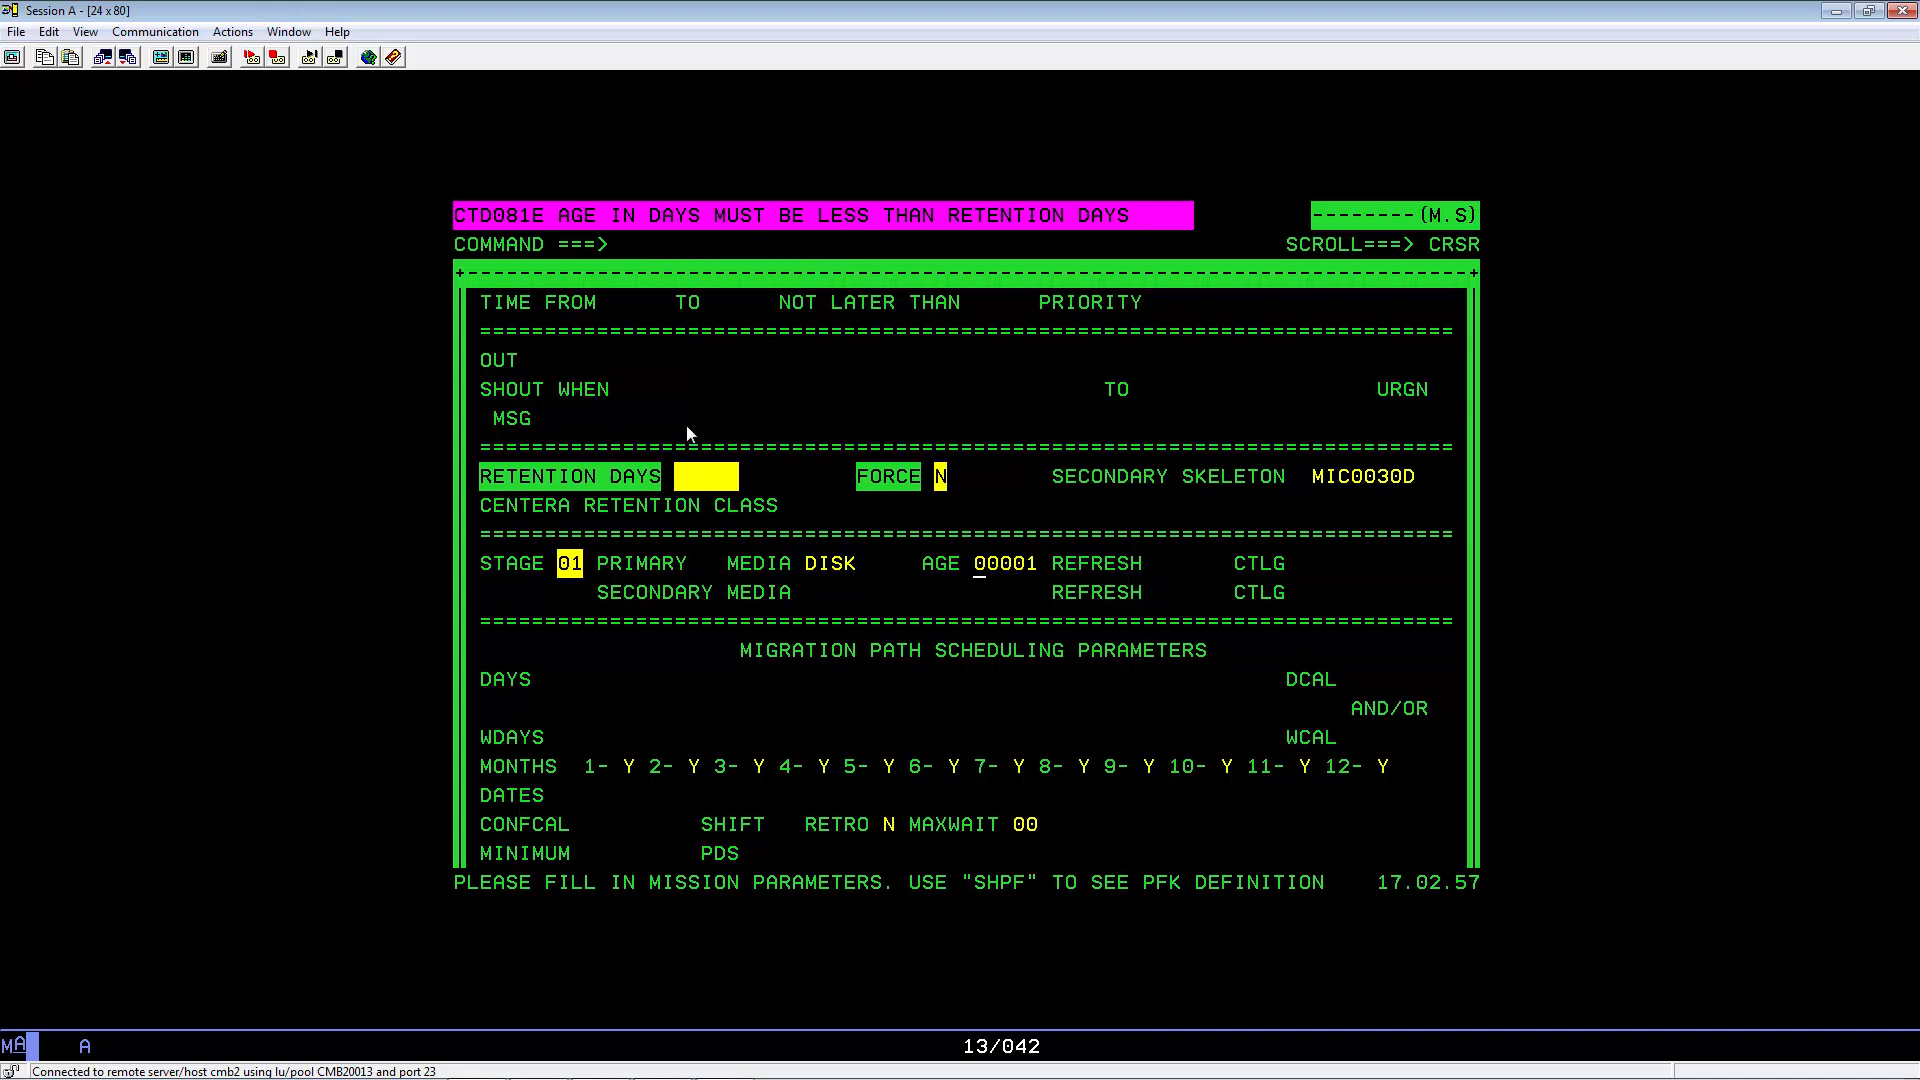 Session A - [24 x 80]
File Edit View Communication Actions Window Help
CTD081E AGE IN DAYS MUST BE LESS THAN RETENTION DAYS --------(M.S)
COMMAND ===> SCROLL===> CRSR
+-----------------------------------------------------------------------------+
TIME FROM TO NOT LATER THAN PRIORITY
===========================================================================
OUT
SHOUT WHEN TO URGN
MSG
===========================================================================
RETENTION DAYS FORCE N SECONDARY SKELETON MIC0030D
CENTERA RETENTION CLASS
===========================================================================
STAGE 01 PRIMARY MEDIA DISK AGE 00001 REFRESH CTLG
SECONDARY MEDIA REFRESH CTLG
===========================================================================
MIGRATION PATH SCHEDULING PARAMETERS
DAYS DCAL
AND/OR
WDAYS WCAL
MONTHS 1- Y 2- Y 3- Y 4- Y 5- Y 6- Y 7- Y 8- Y 9- Y 10- Y 11- Y 12- Y
DATES
CONFCAL SHIFT RETRO N MAXWAIT 00
MINIMUM PDS
PLEASE FILL IN MISSION PARAMETERS. USE "SHPF" TO SEE PFK DEFINITION 17.02.57
MA A 13/042
Connected to remote server/host cmb2 using lu/pool CMB20013 and port 23